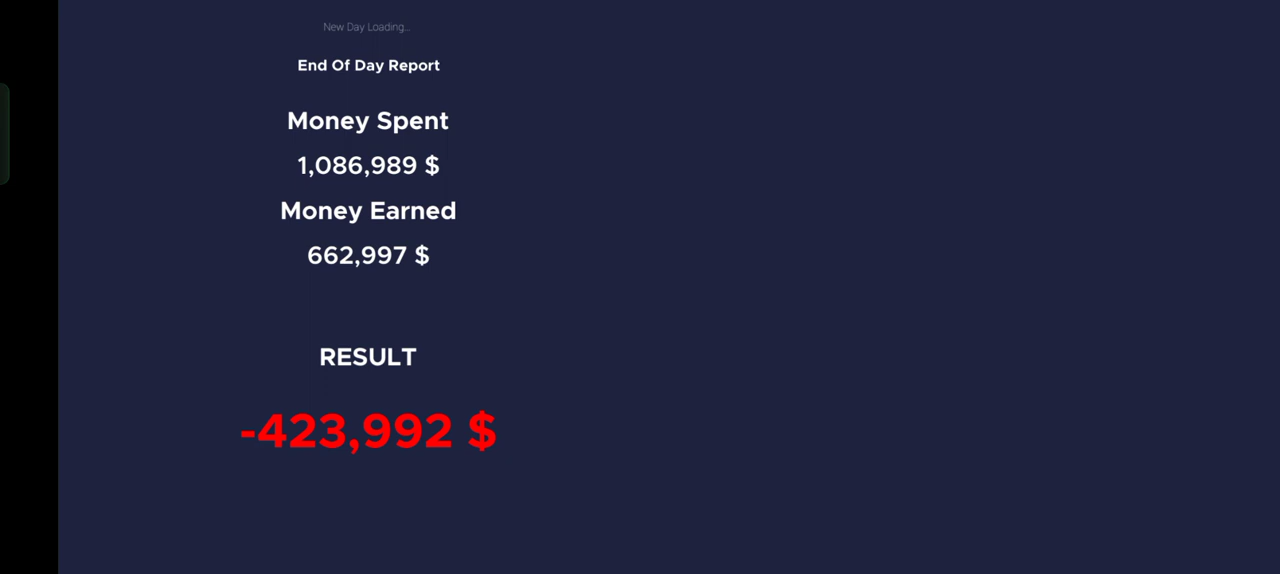 New Day Loading...
End Of Day Report
Money Spent
1,086,989 $
Money Earned
662,997 $
RESULT
-423,992 $